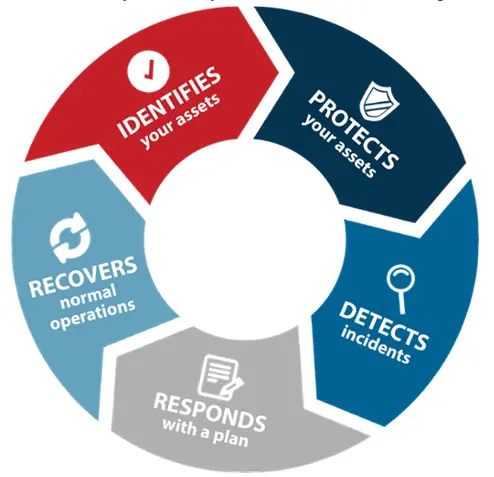 IDENTIFIES
your assets
PROTECTS
your assets
DETECTS
incidents
RESPONDS
with a plan
RECOVERS
normal
operations